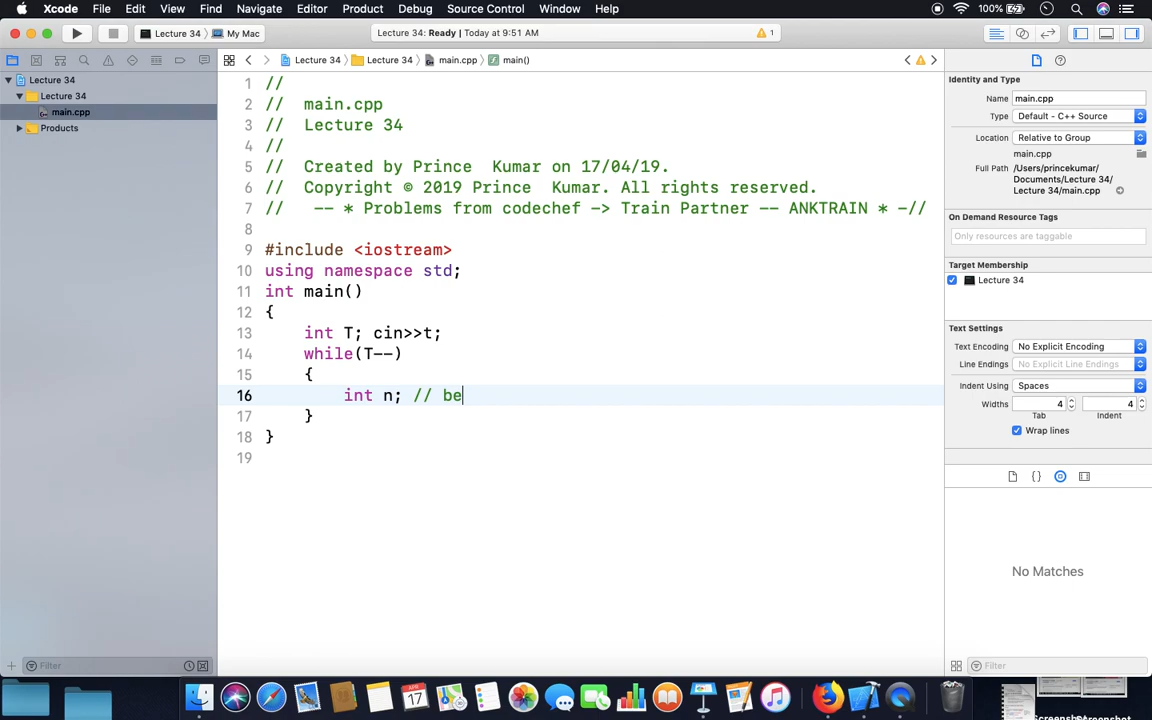 Xcode File Edit View Find Navigate Editor Product Debug Source Control Window Help 100%
Lecture 34 My Mac Lecture 34: Ready | Today at 9:51 AM 1
Lecture 34 Lecture 34 main.cpp main()
Lecture 34
Lecture 34
main.cpp
Products
1 //
2 // main.cpp
3 // Lecture 34
4 //
5 // Created by Prince Kumar on 17/04/19.
6 // Copyright © 2019 Prince Kumar. All rights reserved.
7 // -- * Problems from codechef -> Train Partner -- ANKTRAIN * -//
8
9 #include <iostream>
10 using namespace std;
11 int main()
12 {
13 int T; cin>>t;
14 while(T--)
15 {
16 int n; // be
17 }
18 }
19
Identity and Type
Name main.cpp
Type Default - C++ Source
Location Relative to Group
main.cpp
Full Path /Users/princekumar/
Documents/Lecture 34/
Lecture 34/main.cpp
On Demand Resource Tags
Only resources are taggable
Target Membership
Lecture 34
Text Settings
Text Encoding No Explicit Encoding
Line Endings No Explicit Line Endings
Indent Using Spaces
Widths 4 4
Tab Indent
Wrap lines
{}
No Matches
Filter
Filter
APR
17